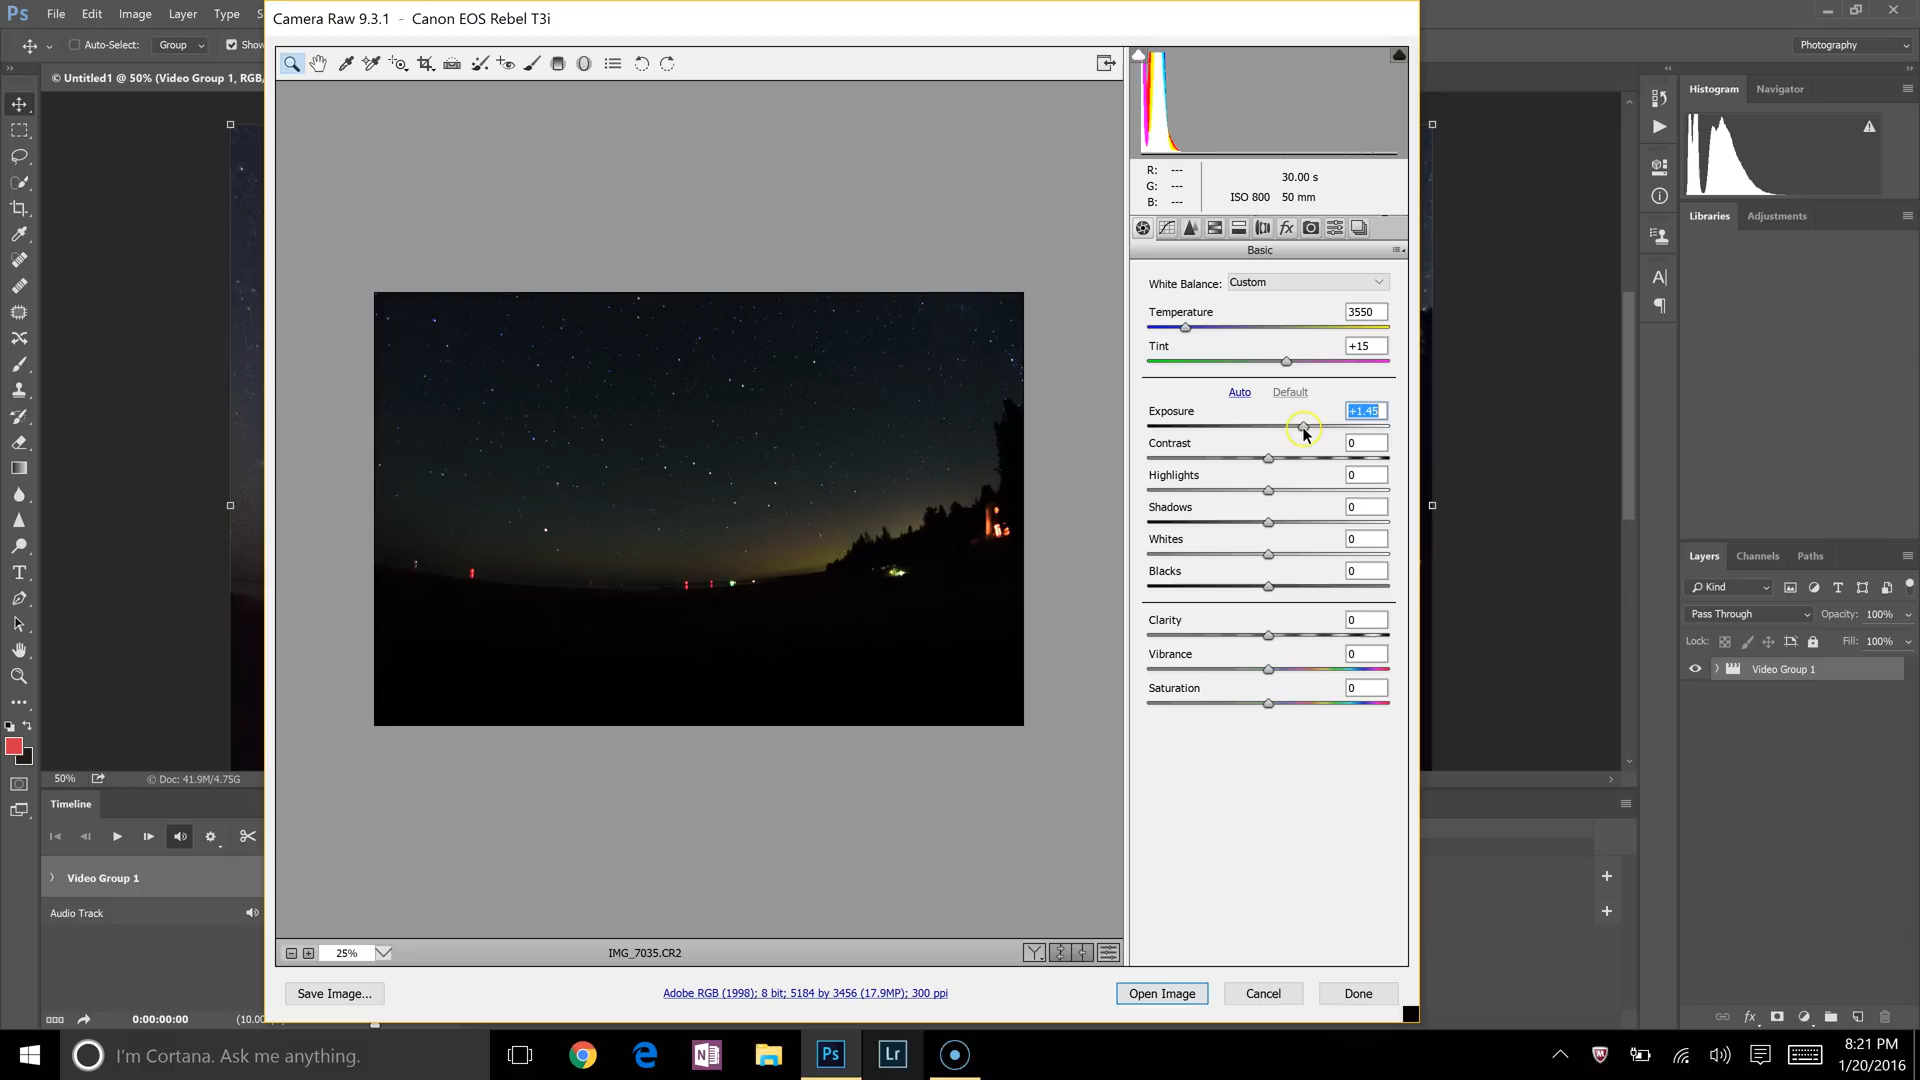 Ps File Edit Image Layer Type
Camera Raw 9.3.1 - Canon EOS Rebel T3i
Auto-Select: Group Show
Photography
© Untitled1 @ 50% (Video Group 1, RGB/
Histogram Navigator
R: ---
G: ---
B: ---
30.00 s
ISO 800 50 mm
Libraries Adjustments
Basic
White Balance: Custom
Temperature 3550
Tint +15
Auto Default
Exposure +1.45
Contrast 0
Highlights 0
Shadows 0
Whites 0
Blacks 0
Clarity 0
Vibrance 0
Saturation 0
Layers Channels Paths
Kind
Pass Through Opacity: 100%
Lock: Fill: 100%
Video Group 1
50% © Doc: 41.9M/4.75G
Timeline
Video Group 1
Audio Track
25% IMG_7035.CR2
Save Image... Adobe RGB (1998); 8 bit; 5184 by 3456 (17.9MP); 300 ppi Open Image Cancel Done
0:00:00:00
I'm Cortana. Ask me anything.
Ps Lr
8:21 PM
1/20/2016